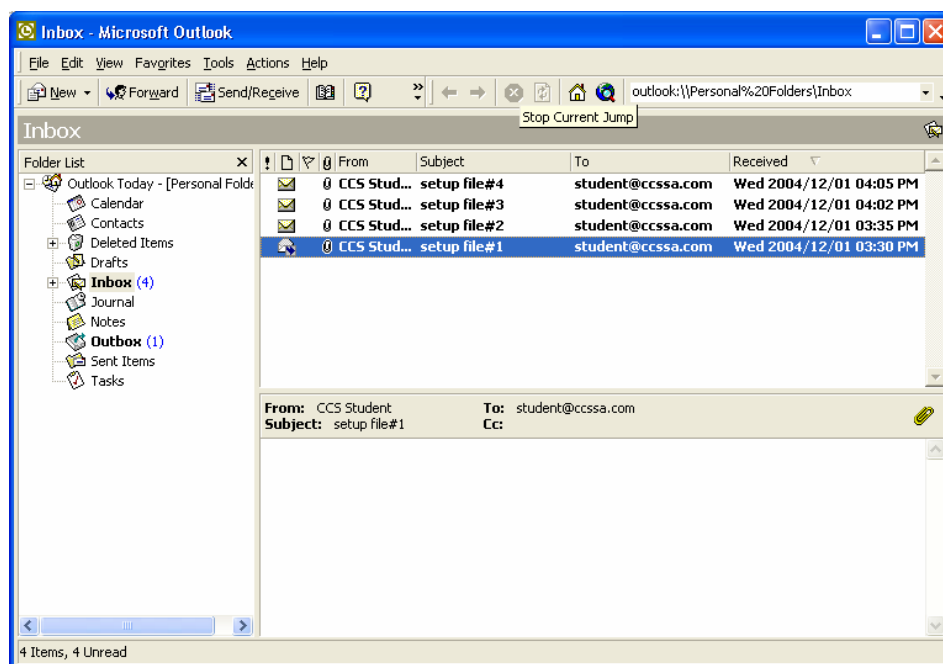 Inbox - Microsoft Outlook
File Edit View Favorites Tools Actions Help
New Forward Send/Receive outlook:\\Personal%20Folders\Inbox
Stop Current Jump
Inbox
Folder List
Outlook Today - [Personal Folde
Calendar
Contacts
Deleted Items
Drafts
Inbox (4)
Journal
Notes
Outbox (1)
Sent Items
Tasks
! From Subject To Received
CCS Stud... setup file#4 student@ccssa.com Wed 2004/12/01 04:05 PM
CCS Stud... setup file#3 student@ccssa.com Wed 2004/12/01 04:02 PM
CCS Stud... setup file#2 student@ccssa.com Wed 2004/12/01 03:35 PM
CCS Stud... setup file#1 student@ccssa.com Wed 2004/12/01 03:30 PM
From: CCS Student To: student@ccssa.com
Subject: setup file#1 Cc:
4 Items, 4 Unread